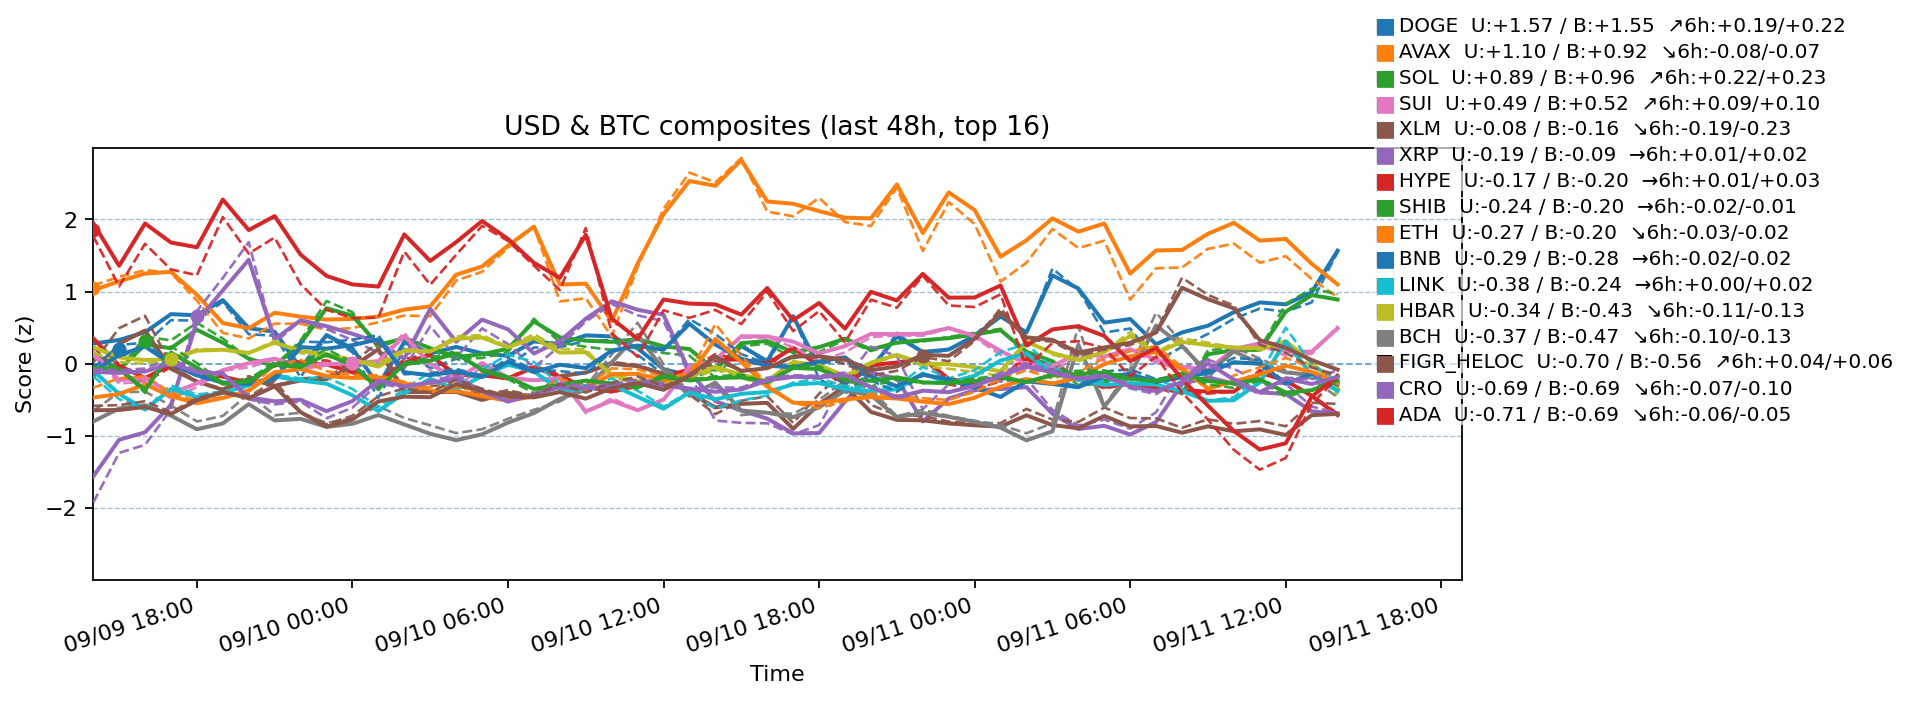 DOGE  U:+1.57 / B:+1.55  ↗6h:+0.19/+0.22
AVAX  U:+1.10 / B:+0.92  ↘6h:-0.08/-0.07
SOL  U:+0.89 / B:+0.96  ↗6h:+0.22/+0.23
SUI  U:+0.49 / B:+0.52  ↗6h:+0.09/+0.10
XLM  U:-0.08 / B:-0.16  ↘6h:-0.19/-0.23
XRP  U:-0.19 / B:-0.09  →6h:+0.01/+0.02
HYPE  U:-0.17 / B:-0.20  →6h:+0.01/+0.03
SHIB  U:-0.24 / B:-0.20  →6h:-0.02/-0.01
ETH  U:-0.27 / B:-0.20  ↘6h:-0.03/-0.02
BNB  U:-0.29 / B:-0.28  →6h:-0.02/-0.02
LINK  U:-0.38 / B:-0.24  →6h:+0.00/+0.02
HBAR  U:-0.34 / B:-0.43  ↘6h:-0.11/-0.13
BCH  U:-0.37 / B:-0.47  ↘6h:-0.10/-0.13
FIGR_HELOC  U:-0.70 / B:-0.56  ↗6h:+0.04/+0.06
CRO  U:-0.69 / B:-0.69  ↘6h:-0.07/-0.10
ADA  U:-0.71 / B:-0.69  ↘6h:-0.06/-0.05
USD & BTC composites (last 48h, top 16)
Score (z)
2
1
0
−1
−2
09/09 18:00
09/10 00:00
09/10 06:00
09/10 12:00
09/10 18:00
09/11 00:00
09/11 06:00
09/11 12:00
09/11 18:00
Time